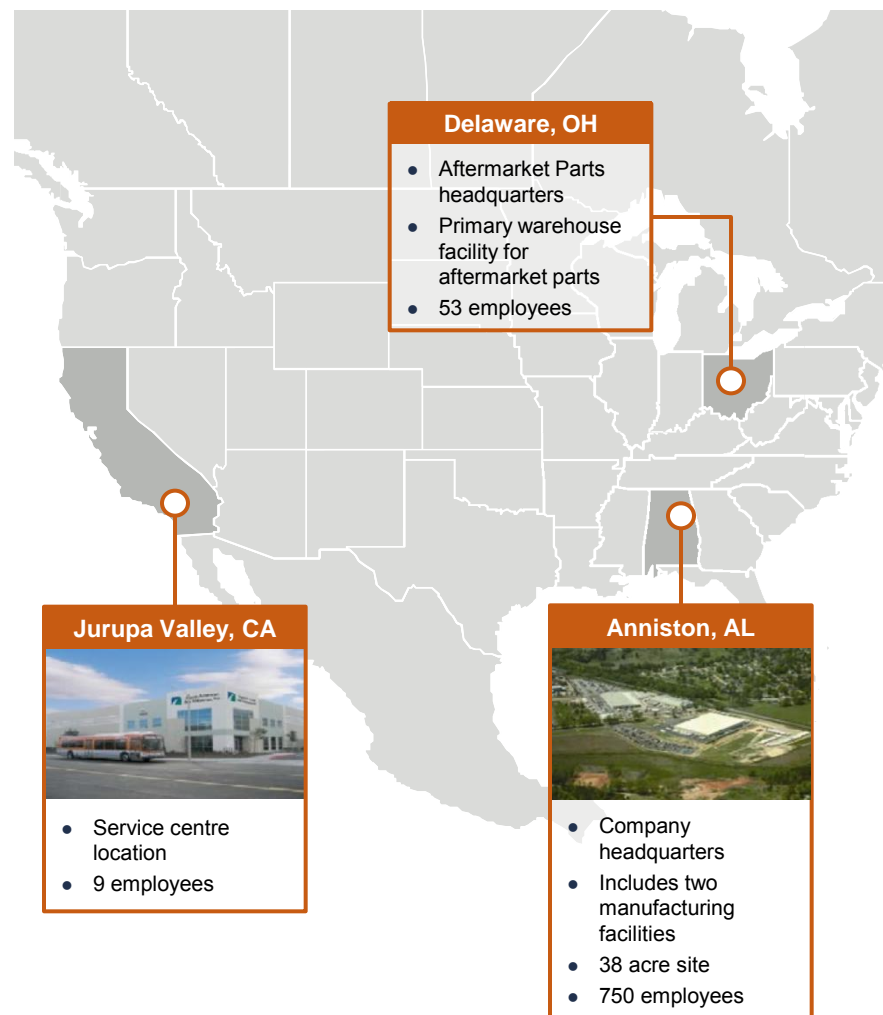 Delaware, OH
● Aftermarket Parts
headquarters
● Primary warehouse
facility for
aftermarket parts
● 53 employees
Jurupa Valley, CA
● Service centre
location
● 9 employees
Anniston, AL
● Company
headquarters
● Includes two
manufacturing
facilities
● 38 acre site
● 750 employees